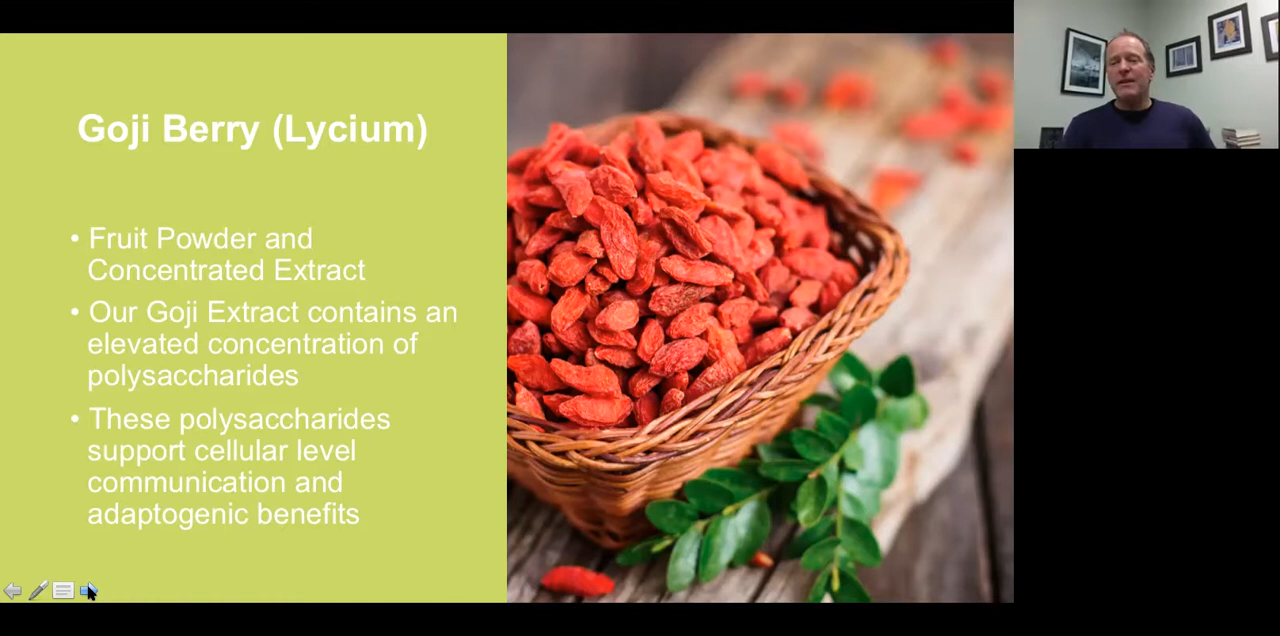 Goji Berry (Lycium)
• Fruit Powder and
Concentrated Extract
• Our Goji Extract contains an
elevated concentration of
polysaccharides
• These polysaccharides
support cellular level
communication and
adaptogenic benefits